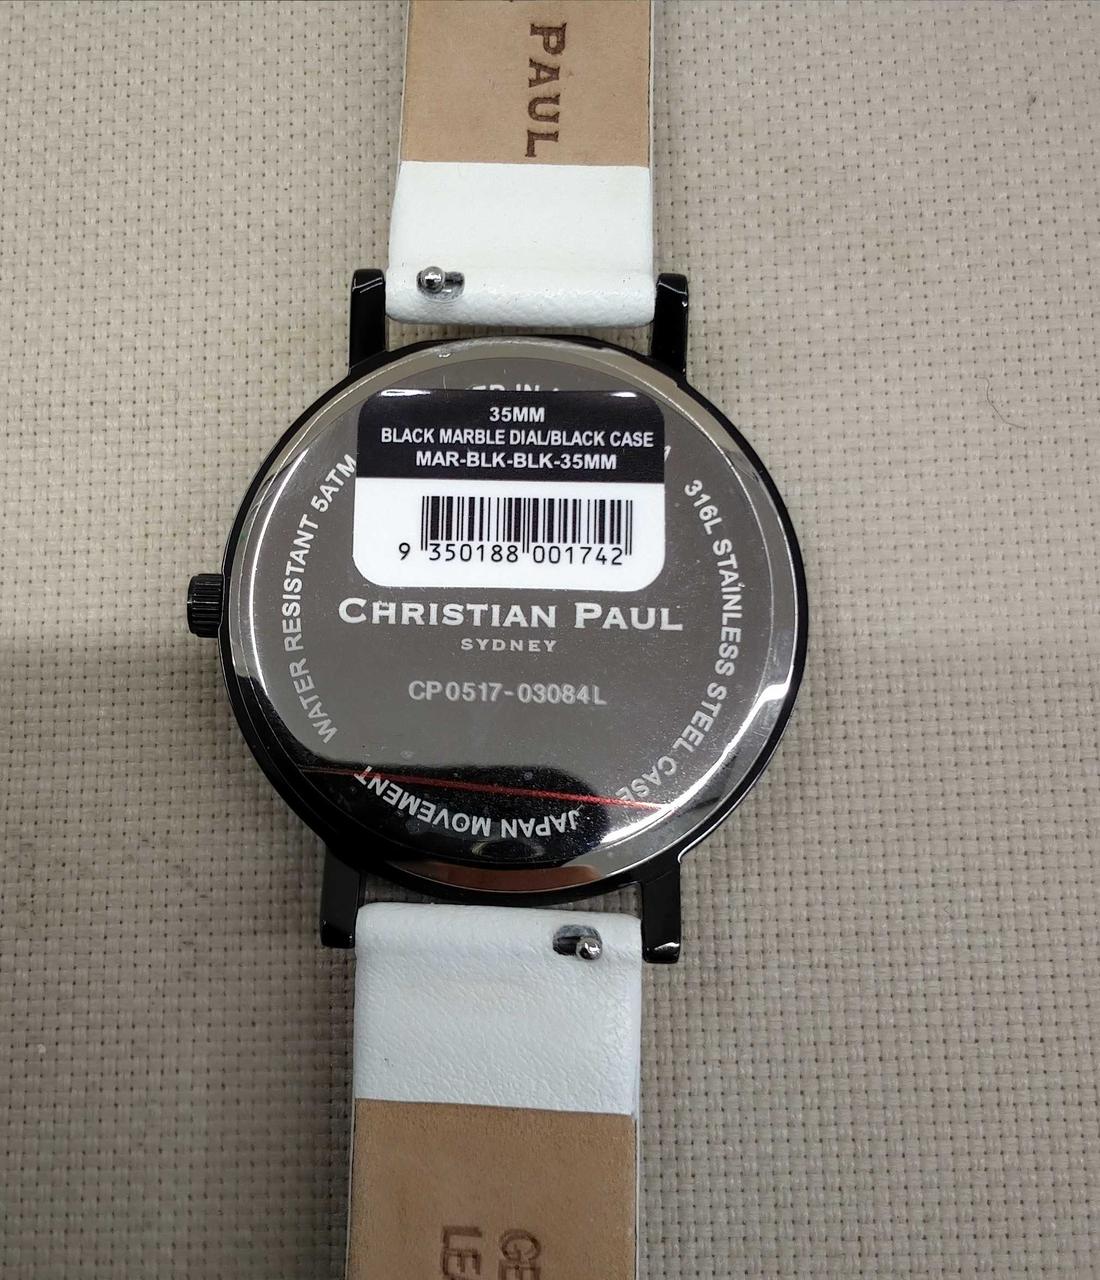 PAUL
35MM
BLACK MARBLE DIAL/BLACK CASE
MAR-BLK-BLK-35MM
9 350188 001742
CHRISTIAN PAUL
SYDNEY
CP0517-03084L
WATER RESISTANT 5ATM
316L STAINLESS STEEL CASE
JAPAN MOVEMENT